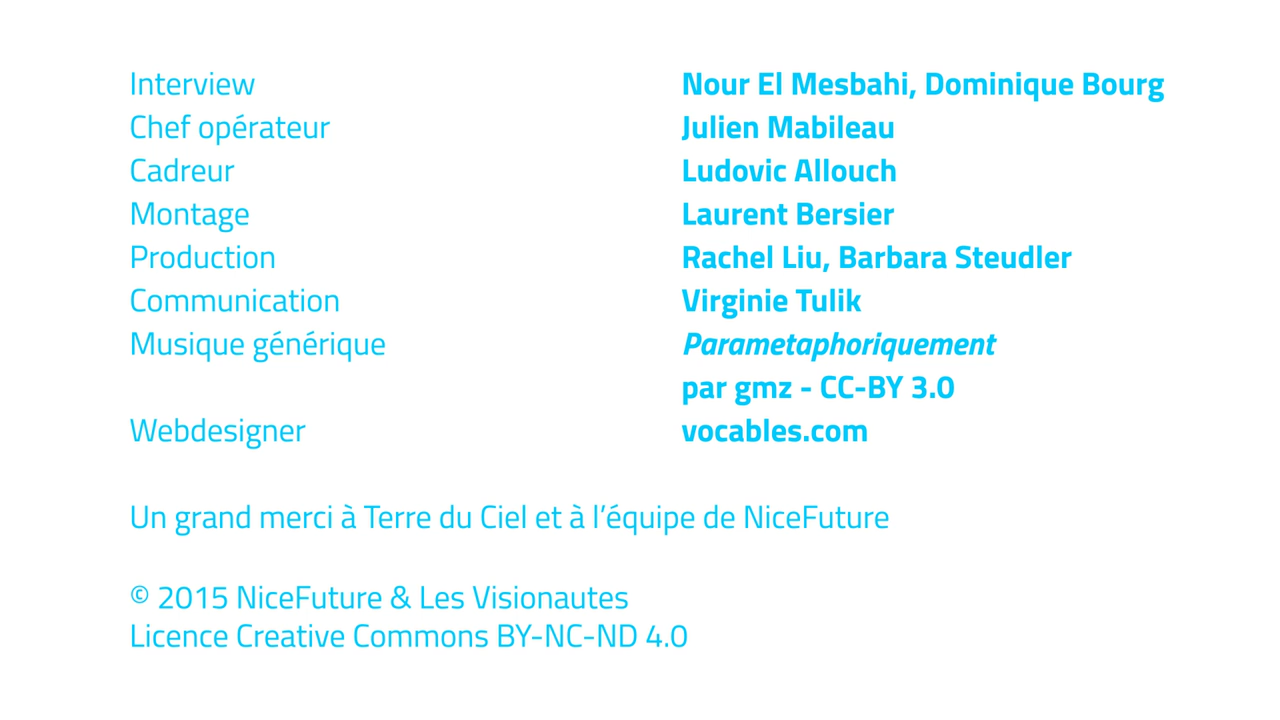 Interview Nour El Mesbahi, Dominique Bourg
Chef opérateur Julien Mabileau
Cadreur Ludovic Allouch
Montage Laurent Bersier
Production Rachel Liu, Barbara Steudler
Communication Virginie Tulik
Musique générique Parametaphoriquement
par gmz - CC-BY 3.0
Webdesigner vocables.com
Un grand merci à Terre du Ciel et à l’équipe de NiceFuture
© 2015 NiceFuture & Les Visionautes
Licence Creative Commons BY-NC-ND 4.0